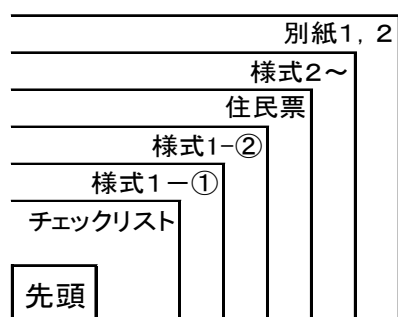 別紙1，2
様式2～
住民票
様式1-②
様式1－①
チェックリスト
先頭